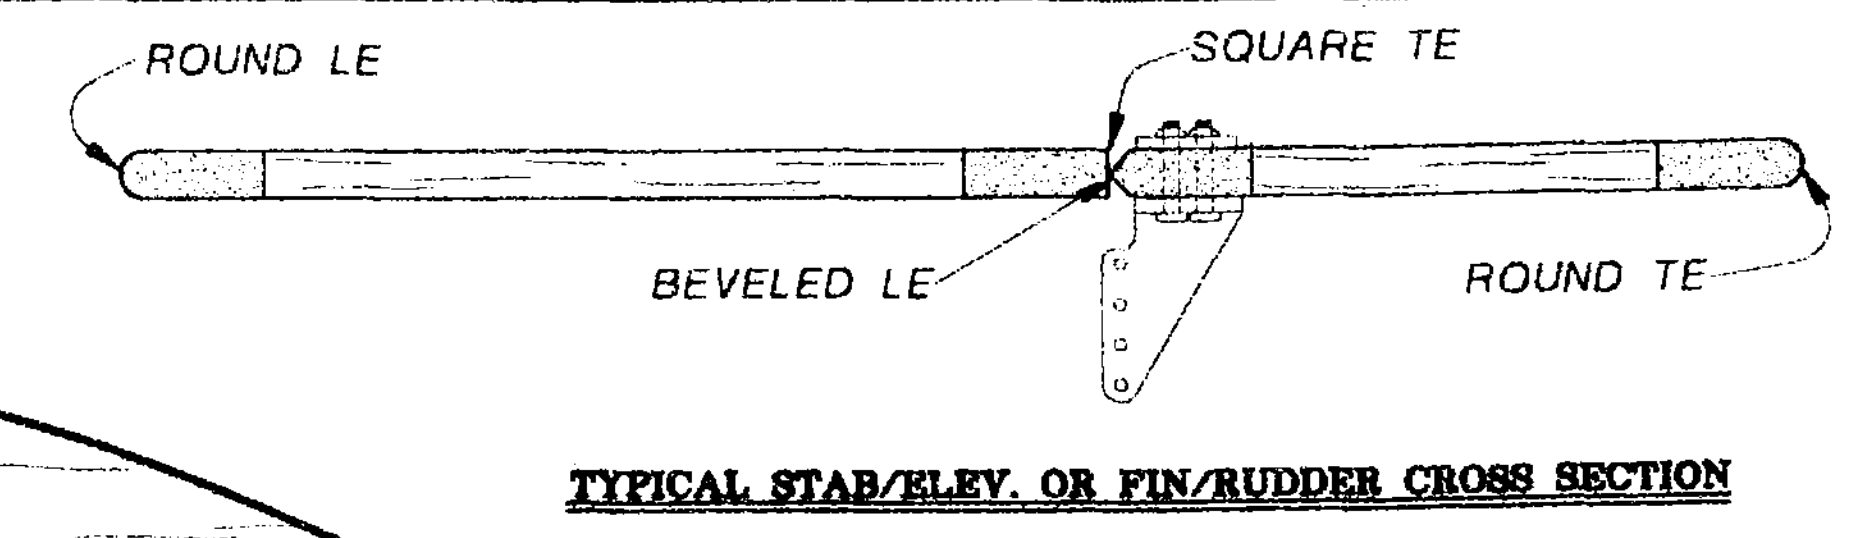 ROUND LE
SQUARE TE
BEVELED LE
ROUND TE
TYPICAL STAB/ELEV. OR FIN/RUDDER CROSS SECTION